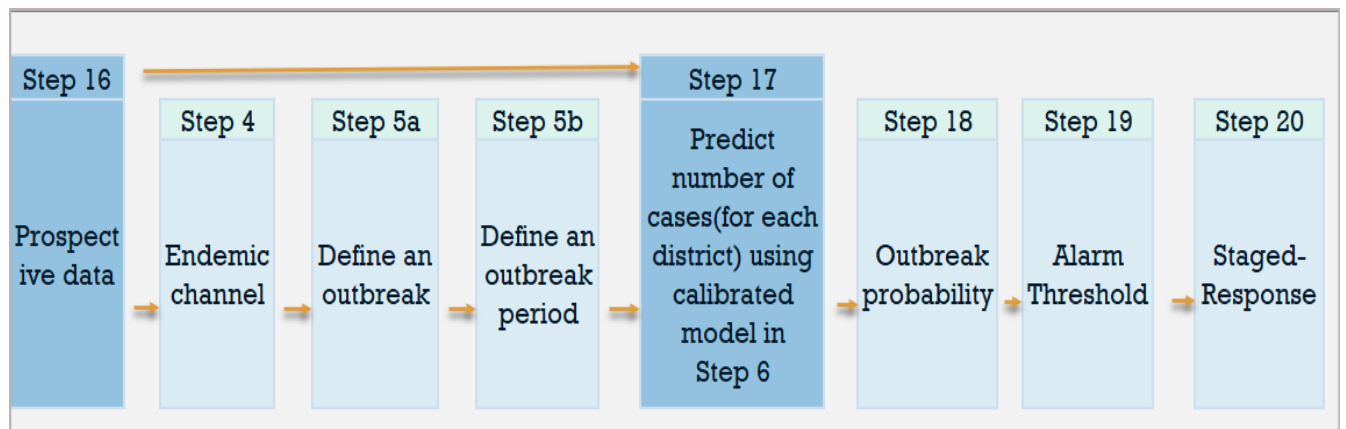 Step 16
Prospect
ive data
Step 4
Endemic
channel
Step 5a
Define an
outbreak
Step 5b
Define an
outbreak
period
Step 17
Predict
number of
cases(for each
district) using
calibrated
model in
Step 6
Step 18
Outbreak
probability
Step 19
Alarm
Threshold
Step 20
Staged-
Response